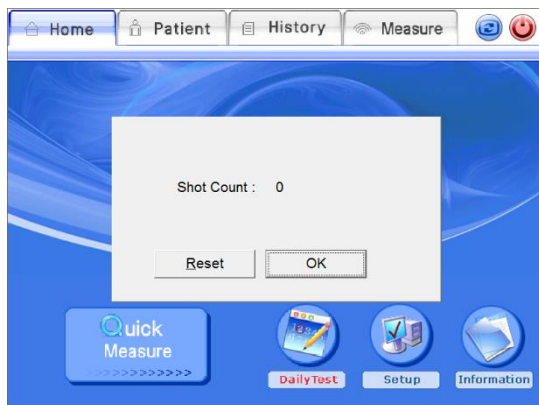 Home Patient History Measure
Shot Count : 0
Reset OK
Quick
Measure
>>>>>>>>>>>>
DailyTest Setup Information